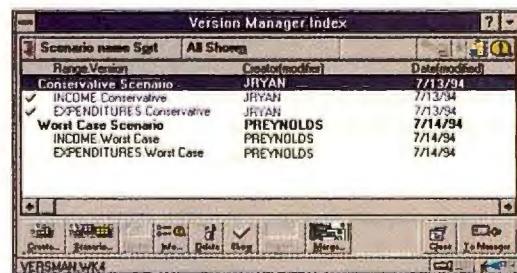 Version Manager Index
Scenario name Sort All Shown
Range.Version Creator(modifier) Date(modified)
Conservative Scenario JRYAN 7/13/94
INCOME Conservative JRYAN 7/13/94
EXPENDITURES Conservative JRYAN 7/13/94
Worst Case Scenario PREYNOLDS 7/14/94
INCOME Worst Case PREYNOLDS 7/14/94
EXPENDITURES Worst Case PREYNOLDS 7/14/94
Create... Scenario... Info... Delete Show Merge... Close To Manager
VERSMAN.WK4